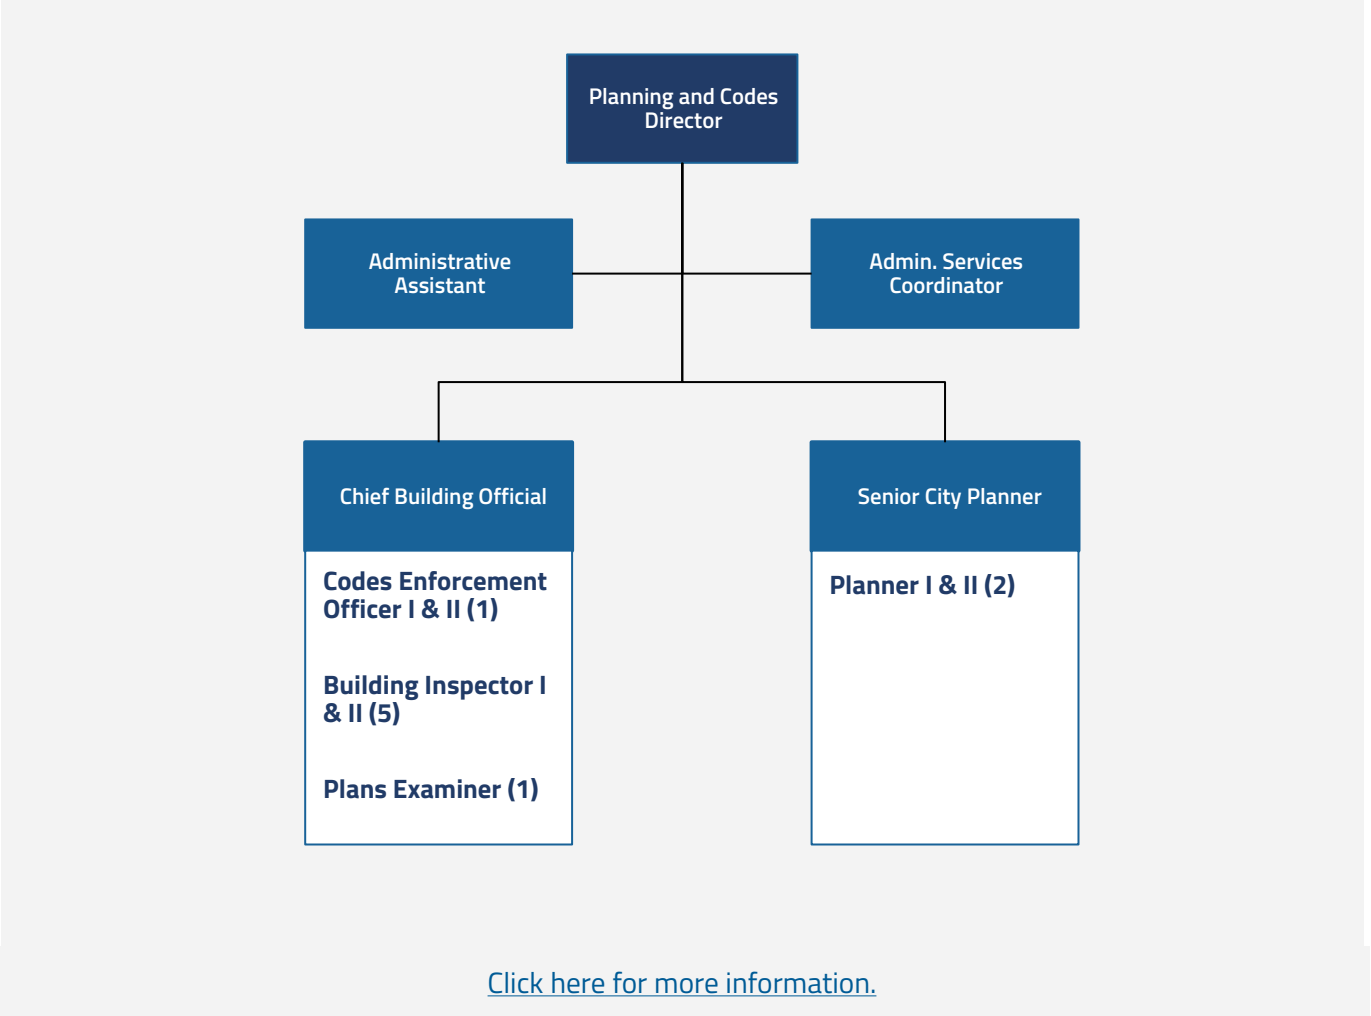 Planning and Codes
Director
Administrative
Assistant
Admin. Services
Coordinator
Chief Building Official
Senior City Planner
Codes Enforcement
Officer I & II (1)
Building Inspector I
& II (5)
Plans Examiner (1)
Planner I & II (2)
Click here for more information.